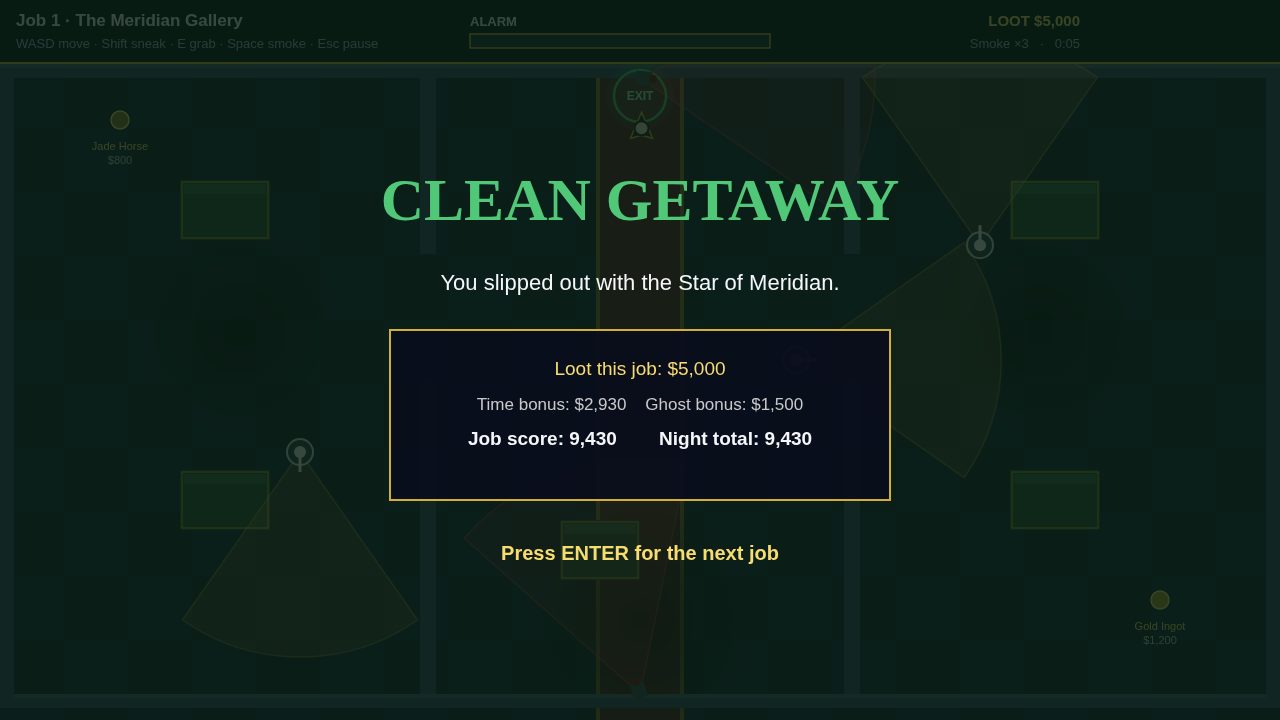 Job 1 · The Meridian Gallery
ALARM
LOOT $5,000
WASD move · Shift sneak · E grab · Space smoke · Esc pause
Smoke ×3 · 0:05
EXIT
Jade Horse
$800
CLEAN GETAWAY
You slipped out with the Star of Meridian.
Loot this job: $5,000
Time bonus: $2,930 Ghost bonus: $1,500
Job score: 9,430 Night total: 9,430
Press ENTER for the next job
Gold Ingot
$1,200